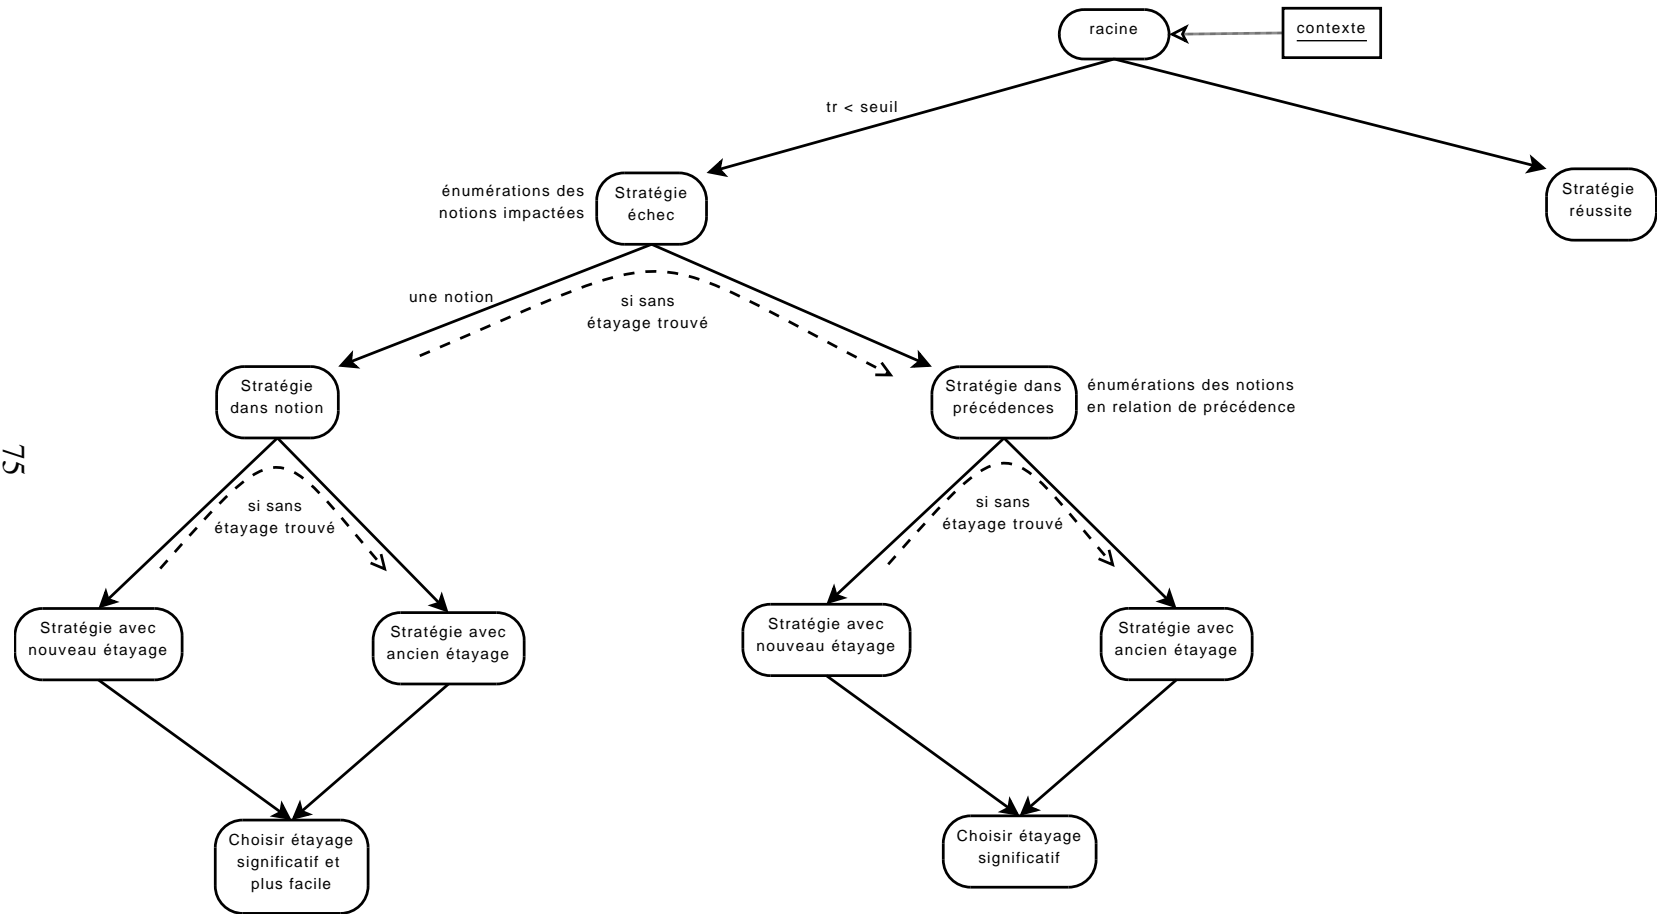 racine
contexte
tr < seuil
énumérations des
notions impactées
Stratégie
échec
Stratégie
réussite
une notion
si sans
étayage trouvé
Stratégie
dans notion
Stratégie dans
précédences
énumérations des notions
en relation de précédence
75
si sans
étayage trouvé
si sans
étayage trouvé
Stratégie avec
nouveau étayage
Stratégie avec
ancien étayage
Stratégie avec
nouveau étayage
Stratégie avec
ancien étayage
Choisir étayage
significatif et
plus facile
Choisir étayage
significatif